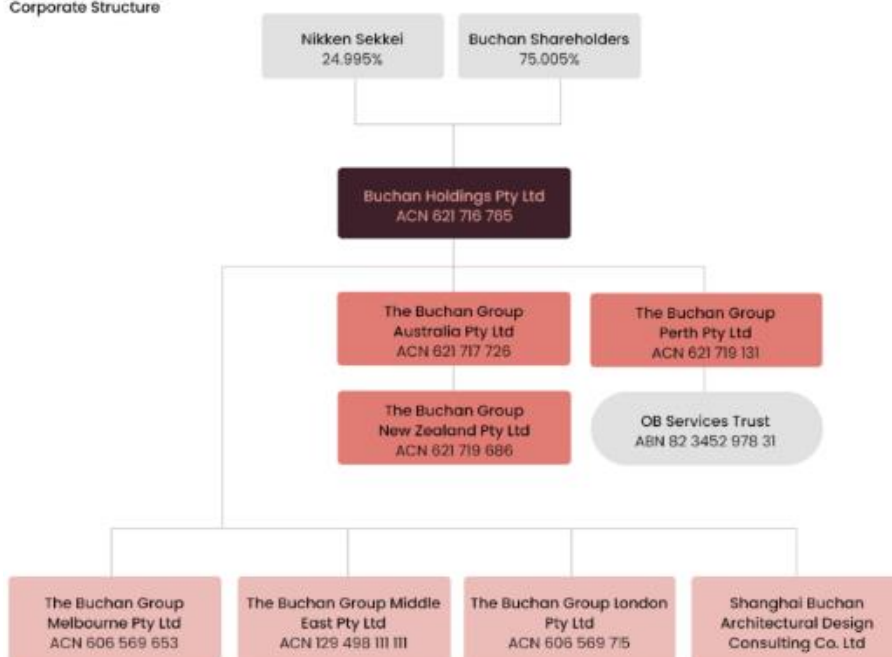 Corporate Structure
Nikken Sekkei
24.995%
Buchan Shareholders
75.005%
Buchan Holdings Pty Ltd
ACN 621 716 765
The Buchan Group
Australia Pty Ltd
ACN 621 717 726
The Buchan Group
Perth Pty Ltd
ACN 621 719 131
The Buchan Group
New Zealand Pty Ltd
ACN 621 719 686
OB Services Trust
ABN 82 3452 978 31
The Buchan Group
Melbourne Pty Ltd
ACN 606 569 653
The Buchan Group Middle
East Pty Ltd
ACN 129 498 111 111
The Buchan Group London
Pty Ltd
ACN 606 569 715
Shanghai Buchan
Architectural Design
Consulting Co. Ltd